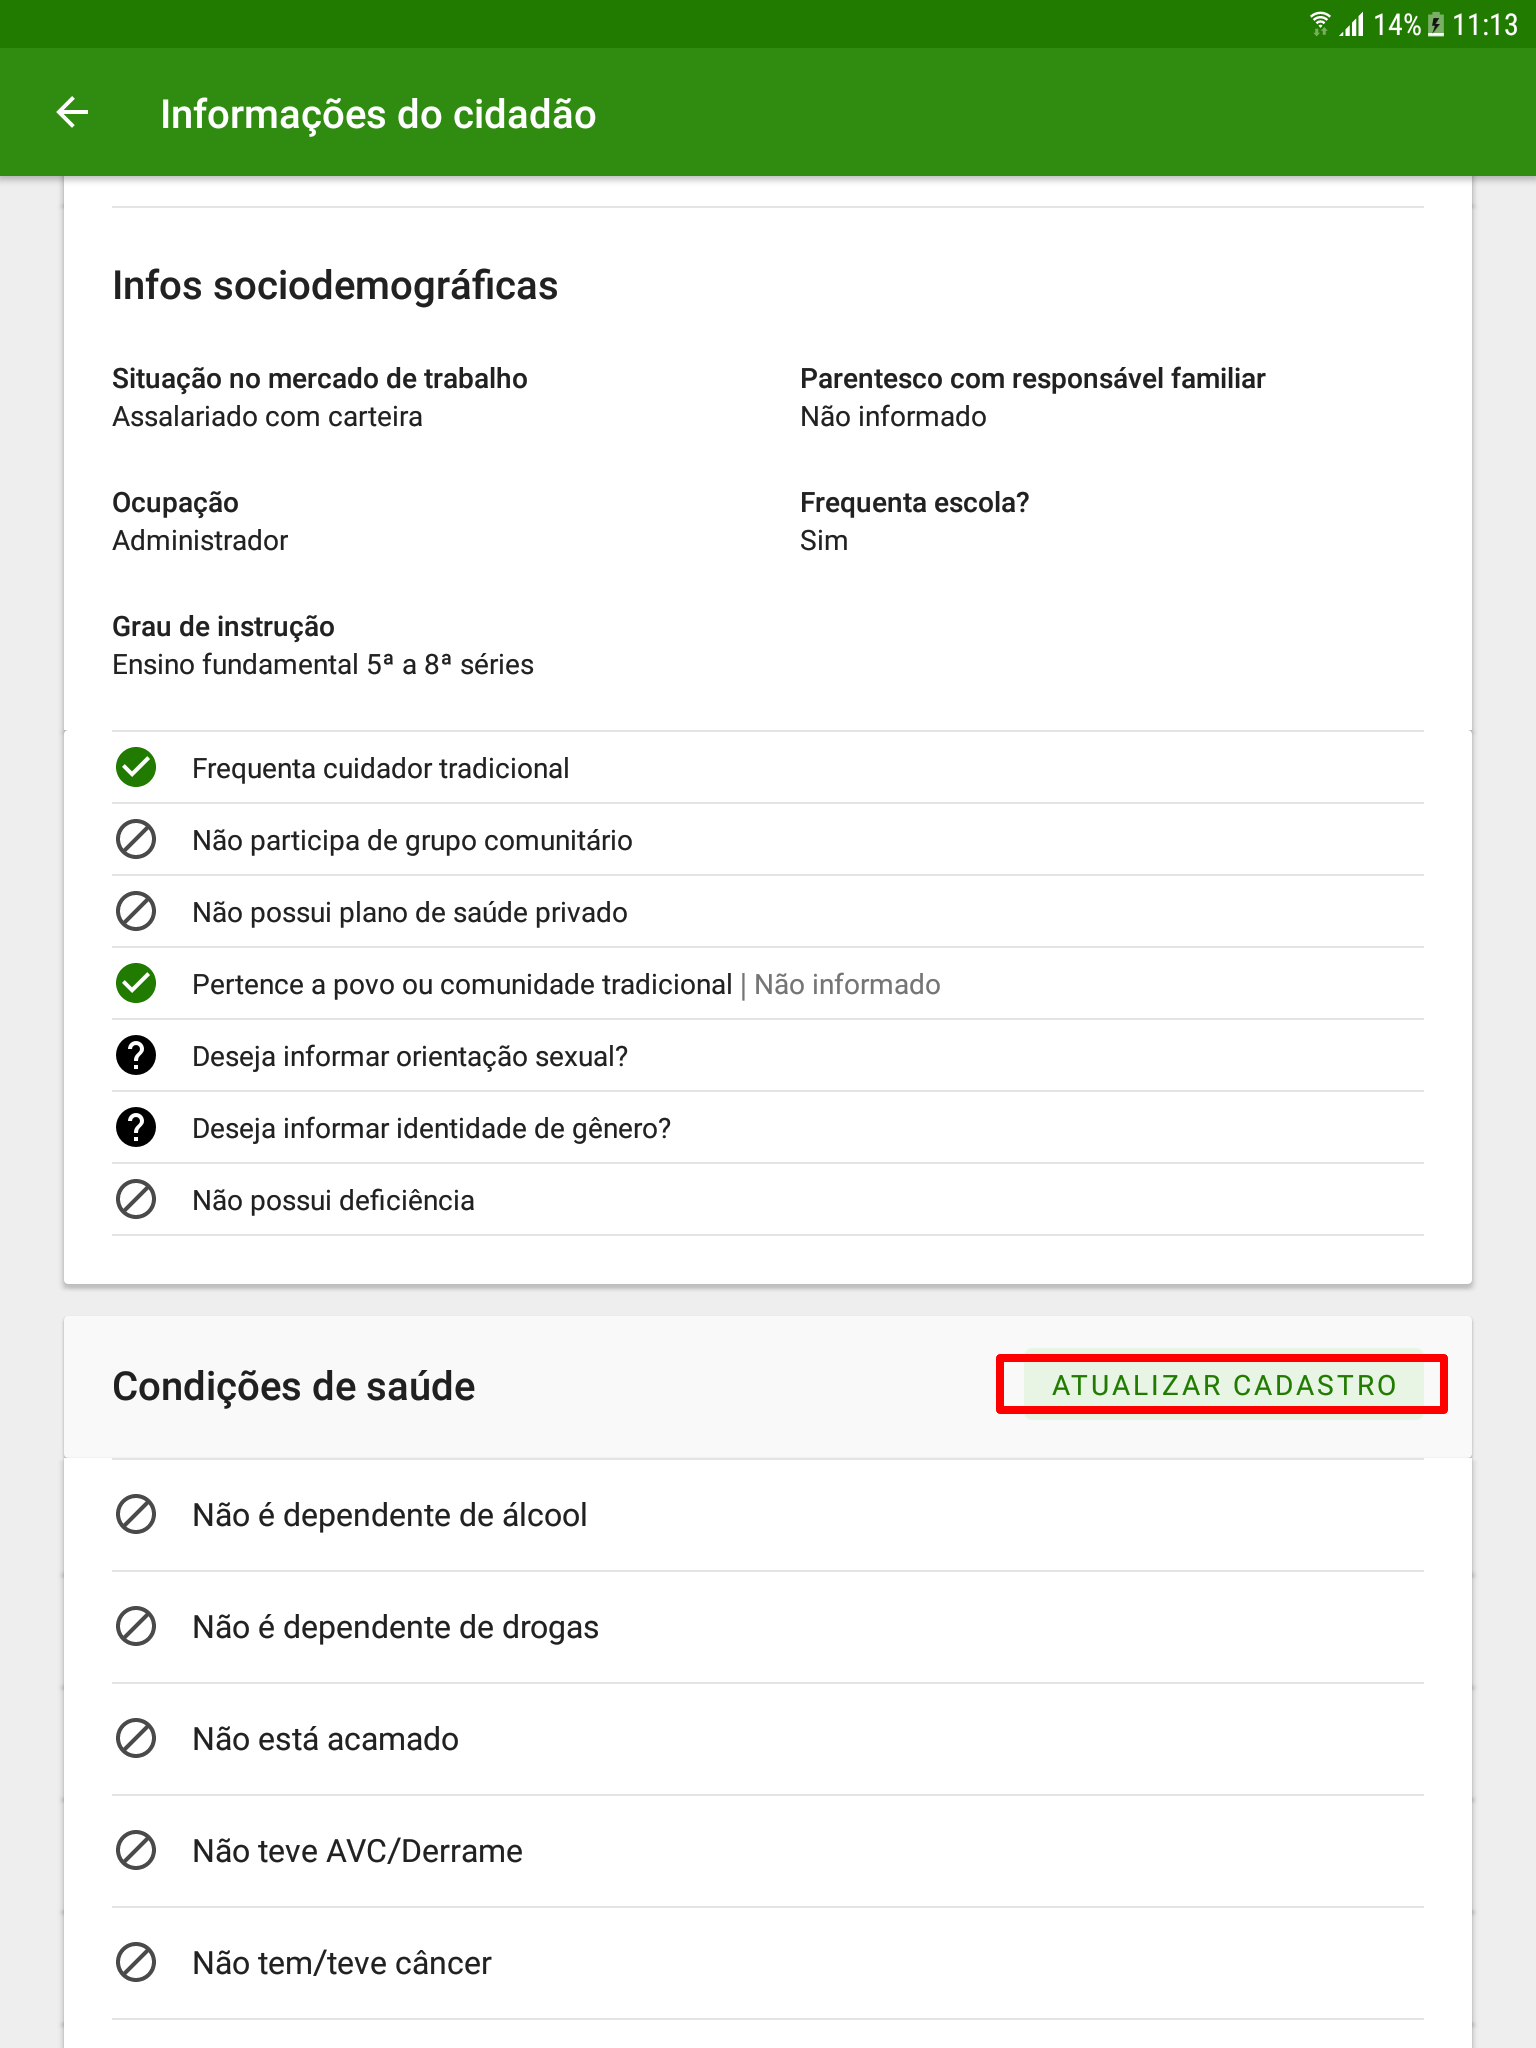 14% 11:13
Informações do cidadão
Infos sociodemográficas
Situação no mercado de trabalho
Assalariado com carteira
Parentesco com responsável familiar
Não informado
Ocupação
Administrador
Frequenta escola?
Sim
Grau de instrução
Ensino fundamental 5ª a 8ª séries
Frequenta cuidador tradicional
Não participa de grupo comunitário
Não possui plano de saúde privado
Pertence a povo ou comunidade tradicional | Não informado
Deseja informar orientação sexual?
Deseja informar identidade de gênero?
Não possui deficiência
Condições de saúde
ATUALIZAR CADASTRO
Não é dependente de álcool
Não é dependente de drogas
Não está acamado
Não teve AVC/Derrame
Não tem/teve câncer